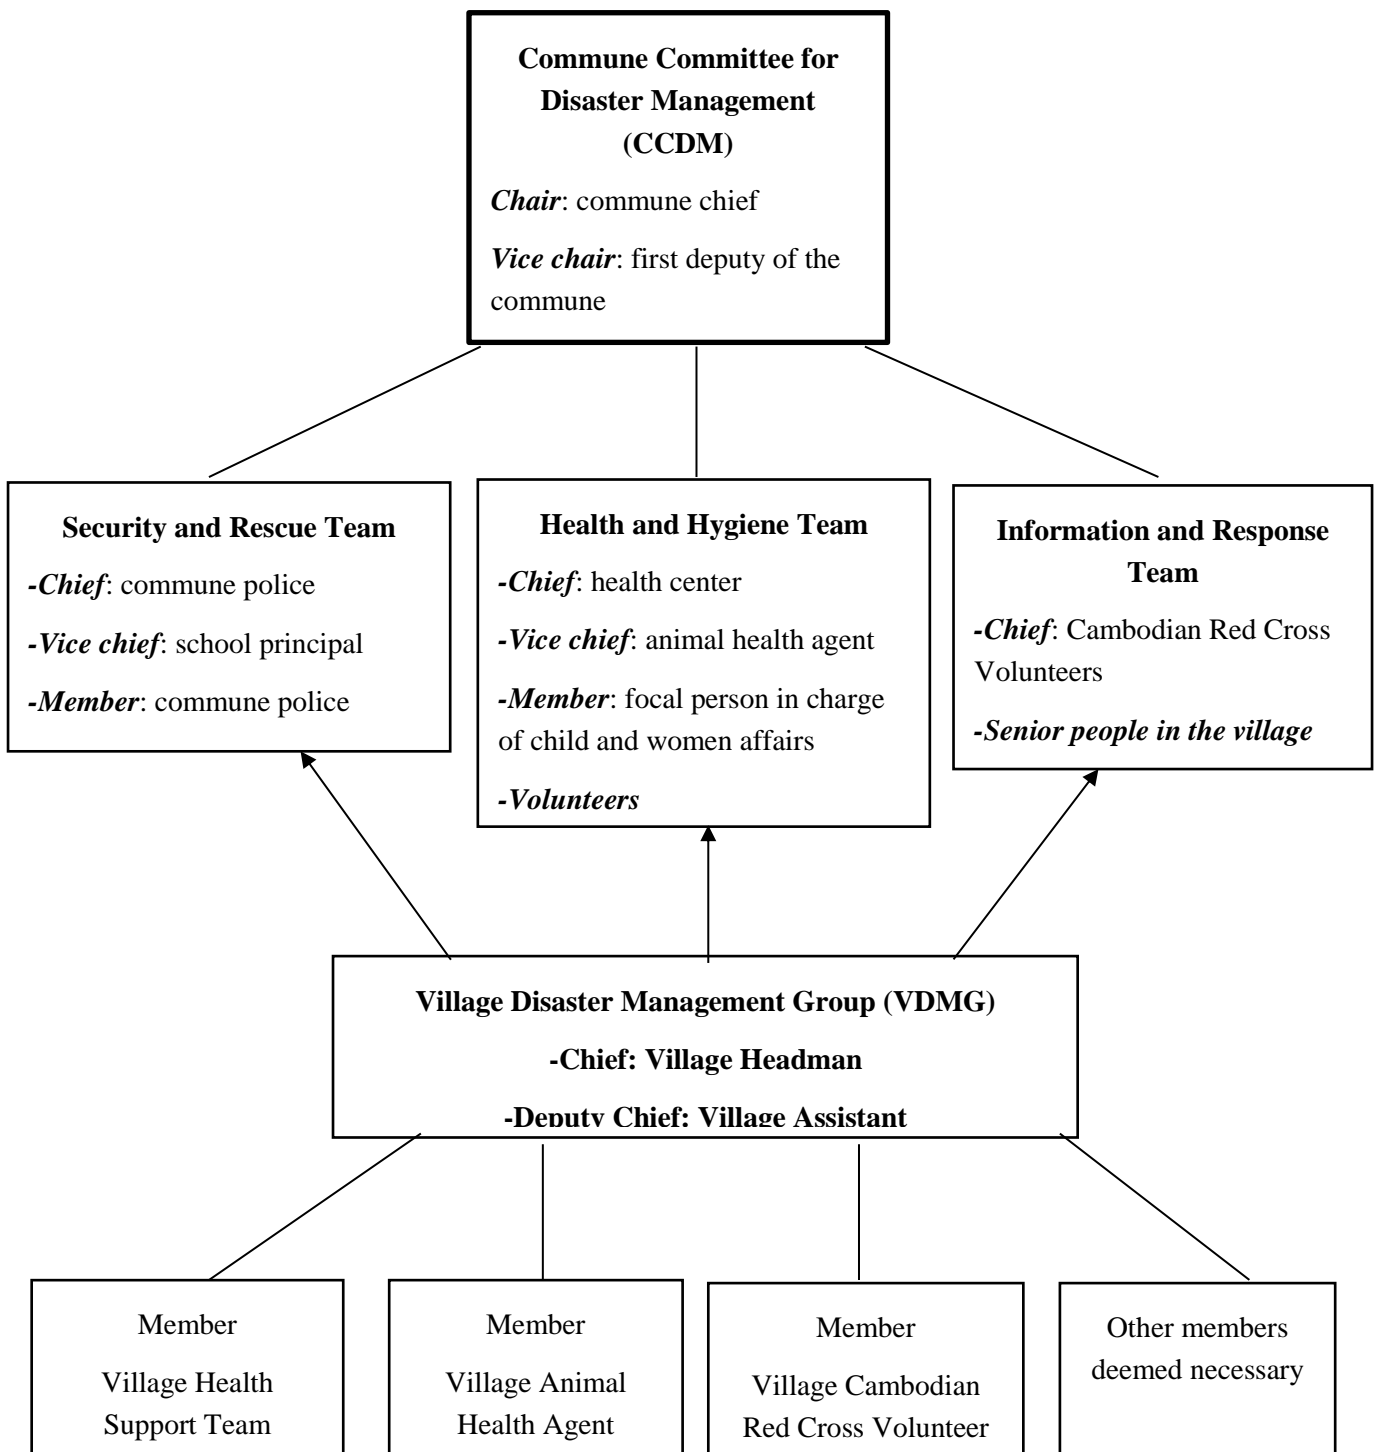 Commune Committee for
Disaster Management
(CCDM)
Chair: commune chief
Vice chair: first deputy of the
commune
Security and Rescue Team
-Chief: commune police
-Vice chief: school principal
-Member: commune police
Health and Hygiene Team
-Chief: health center
-Vice chief: animal health agent
-Member: focal person in charge
of child and women affairs
-Volunteers
Information and Response
Team
-Chief: Cambodian Red Cross
Volunteers
-Senior people in the village
Village Disaster Management Group (VDMG)
-Chief: Village Headman
-Deputy Chief: Village Assistant
Member
Village Health
Support Team
Member
Village Animal
Health Agent
Member
Village Cambodian
Red Cross Volunteer
Other members
deemed necessary